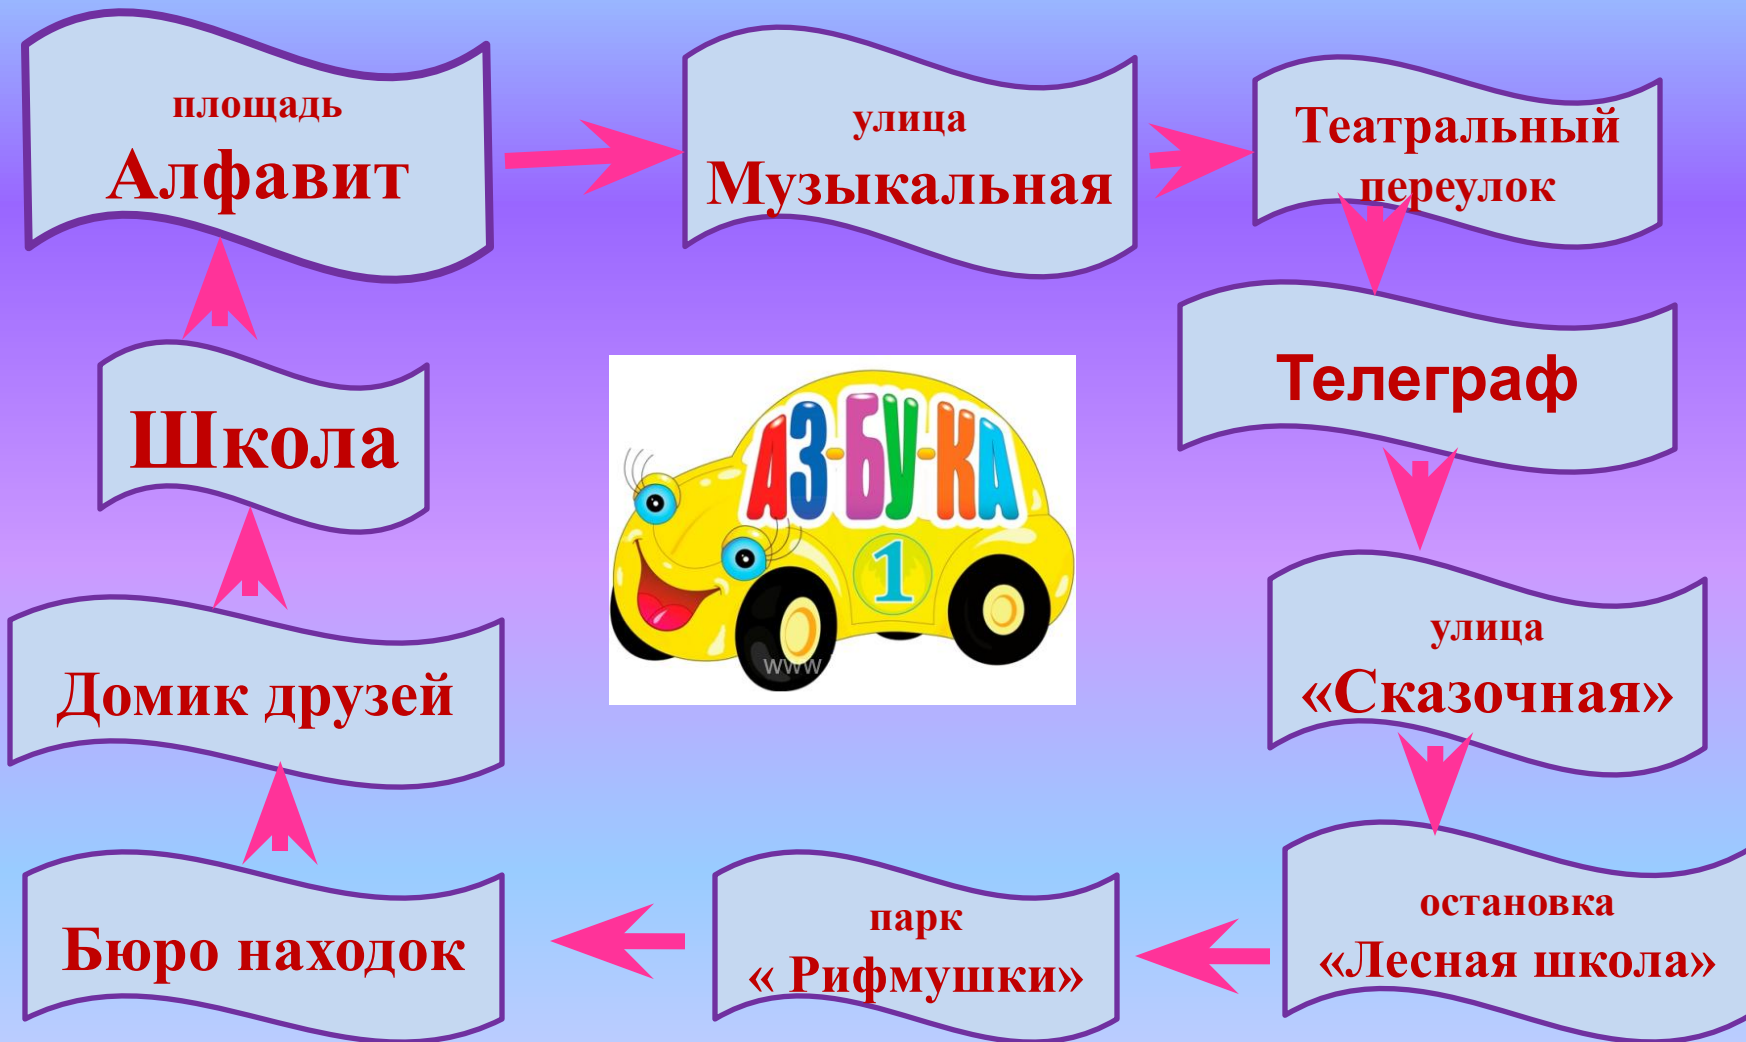 площадь
Алфавит
улица
Музыкальная
Театральный
переулок
Телеграф
улица
«Сказочная»
остановка
«Лесная школа»
парк
« Рифмушки»
Бюро находок
Домик друзей
Школа
АЗ-БУ-КА
1
www.